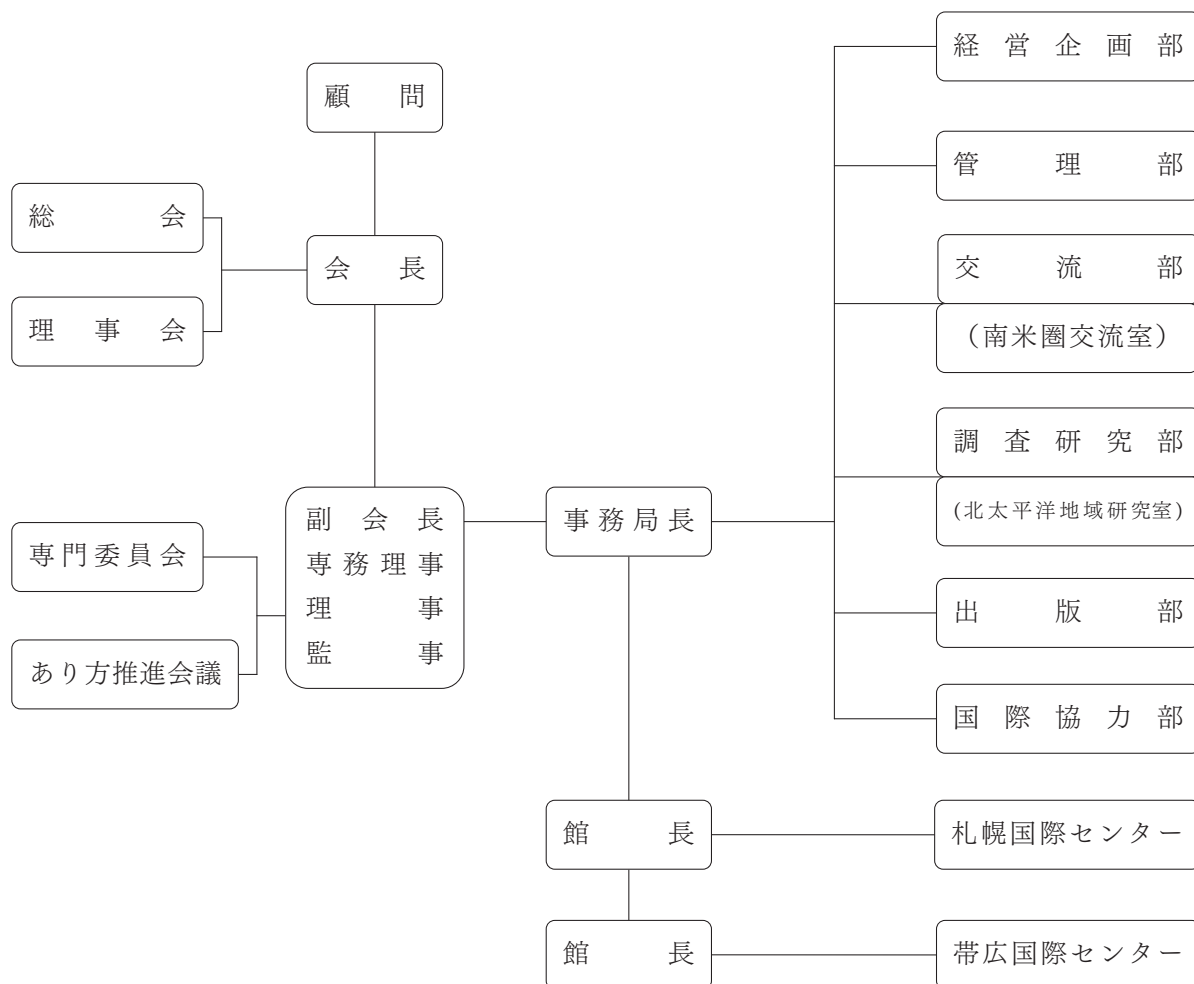 顧問
総会
会長
理事会
副会長
専務理事
理事
監事
専門委員会
あり方推進会議
事務局長
経営企画部
管理部
交流部
（南米圏交流室）
調査研究部
(北太平洋地域研究室)
出版部
国際協力部
館長
札幌国際センター
館長
帯広国際センター